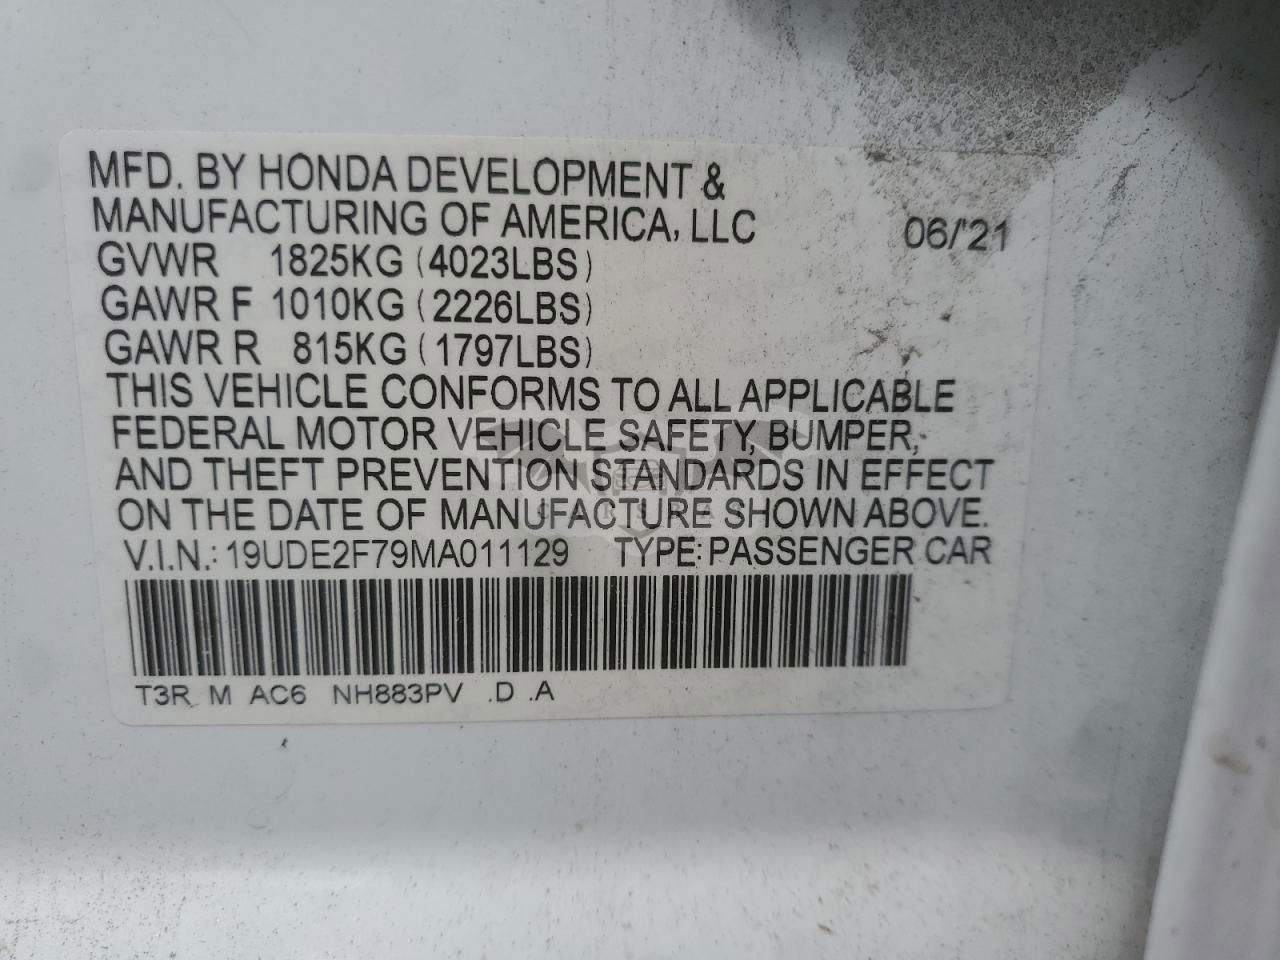 MFD. BY HONDA DEVELOPMENT &
MANUFACTURING OF AMERICA, LLC 06/'21
GVWR 1825KG (4023LBS)
GAWR F 1010KG (2226LBS)
GAWR R 815KG (1797LBS)
THIS VEHICLE CONFORMS TO ALL APPLICABLE
FEDERAL MOTOR VEHICLE SAFETY, BUMPER,
AND THEFT PREVENTION STANDARDS IN EFFECT
ON THE DATE OF MANUFACTURE SHOWN ABOVE.
V.I.N.: 19UDE2F79MA011129 TYPE: PASSENGER CAR
T3R M AC6 NH883PV .D .A